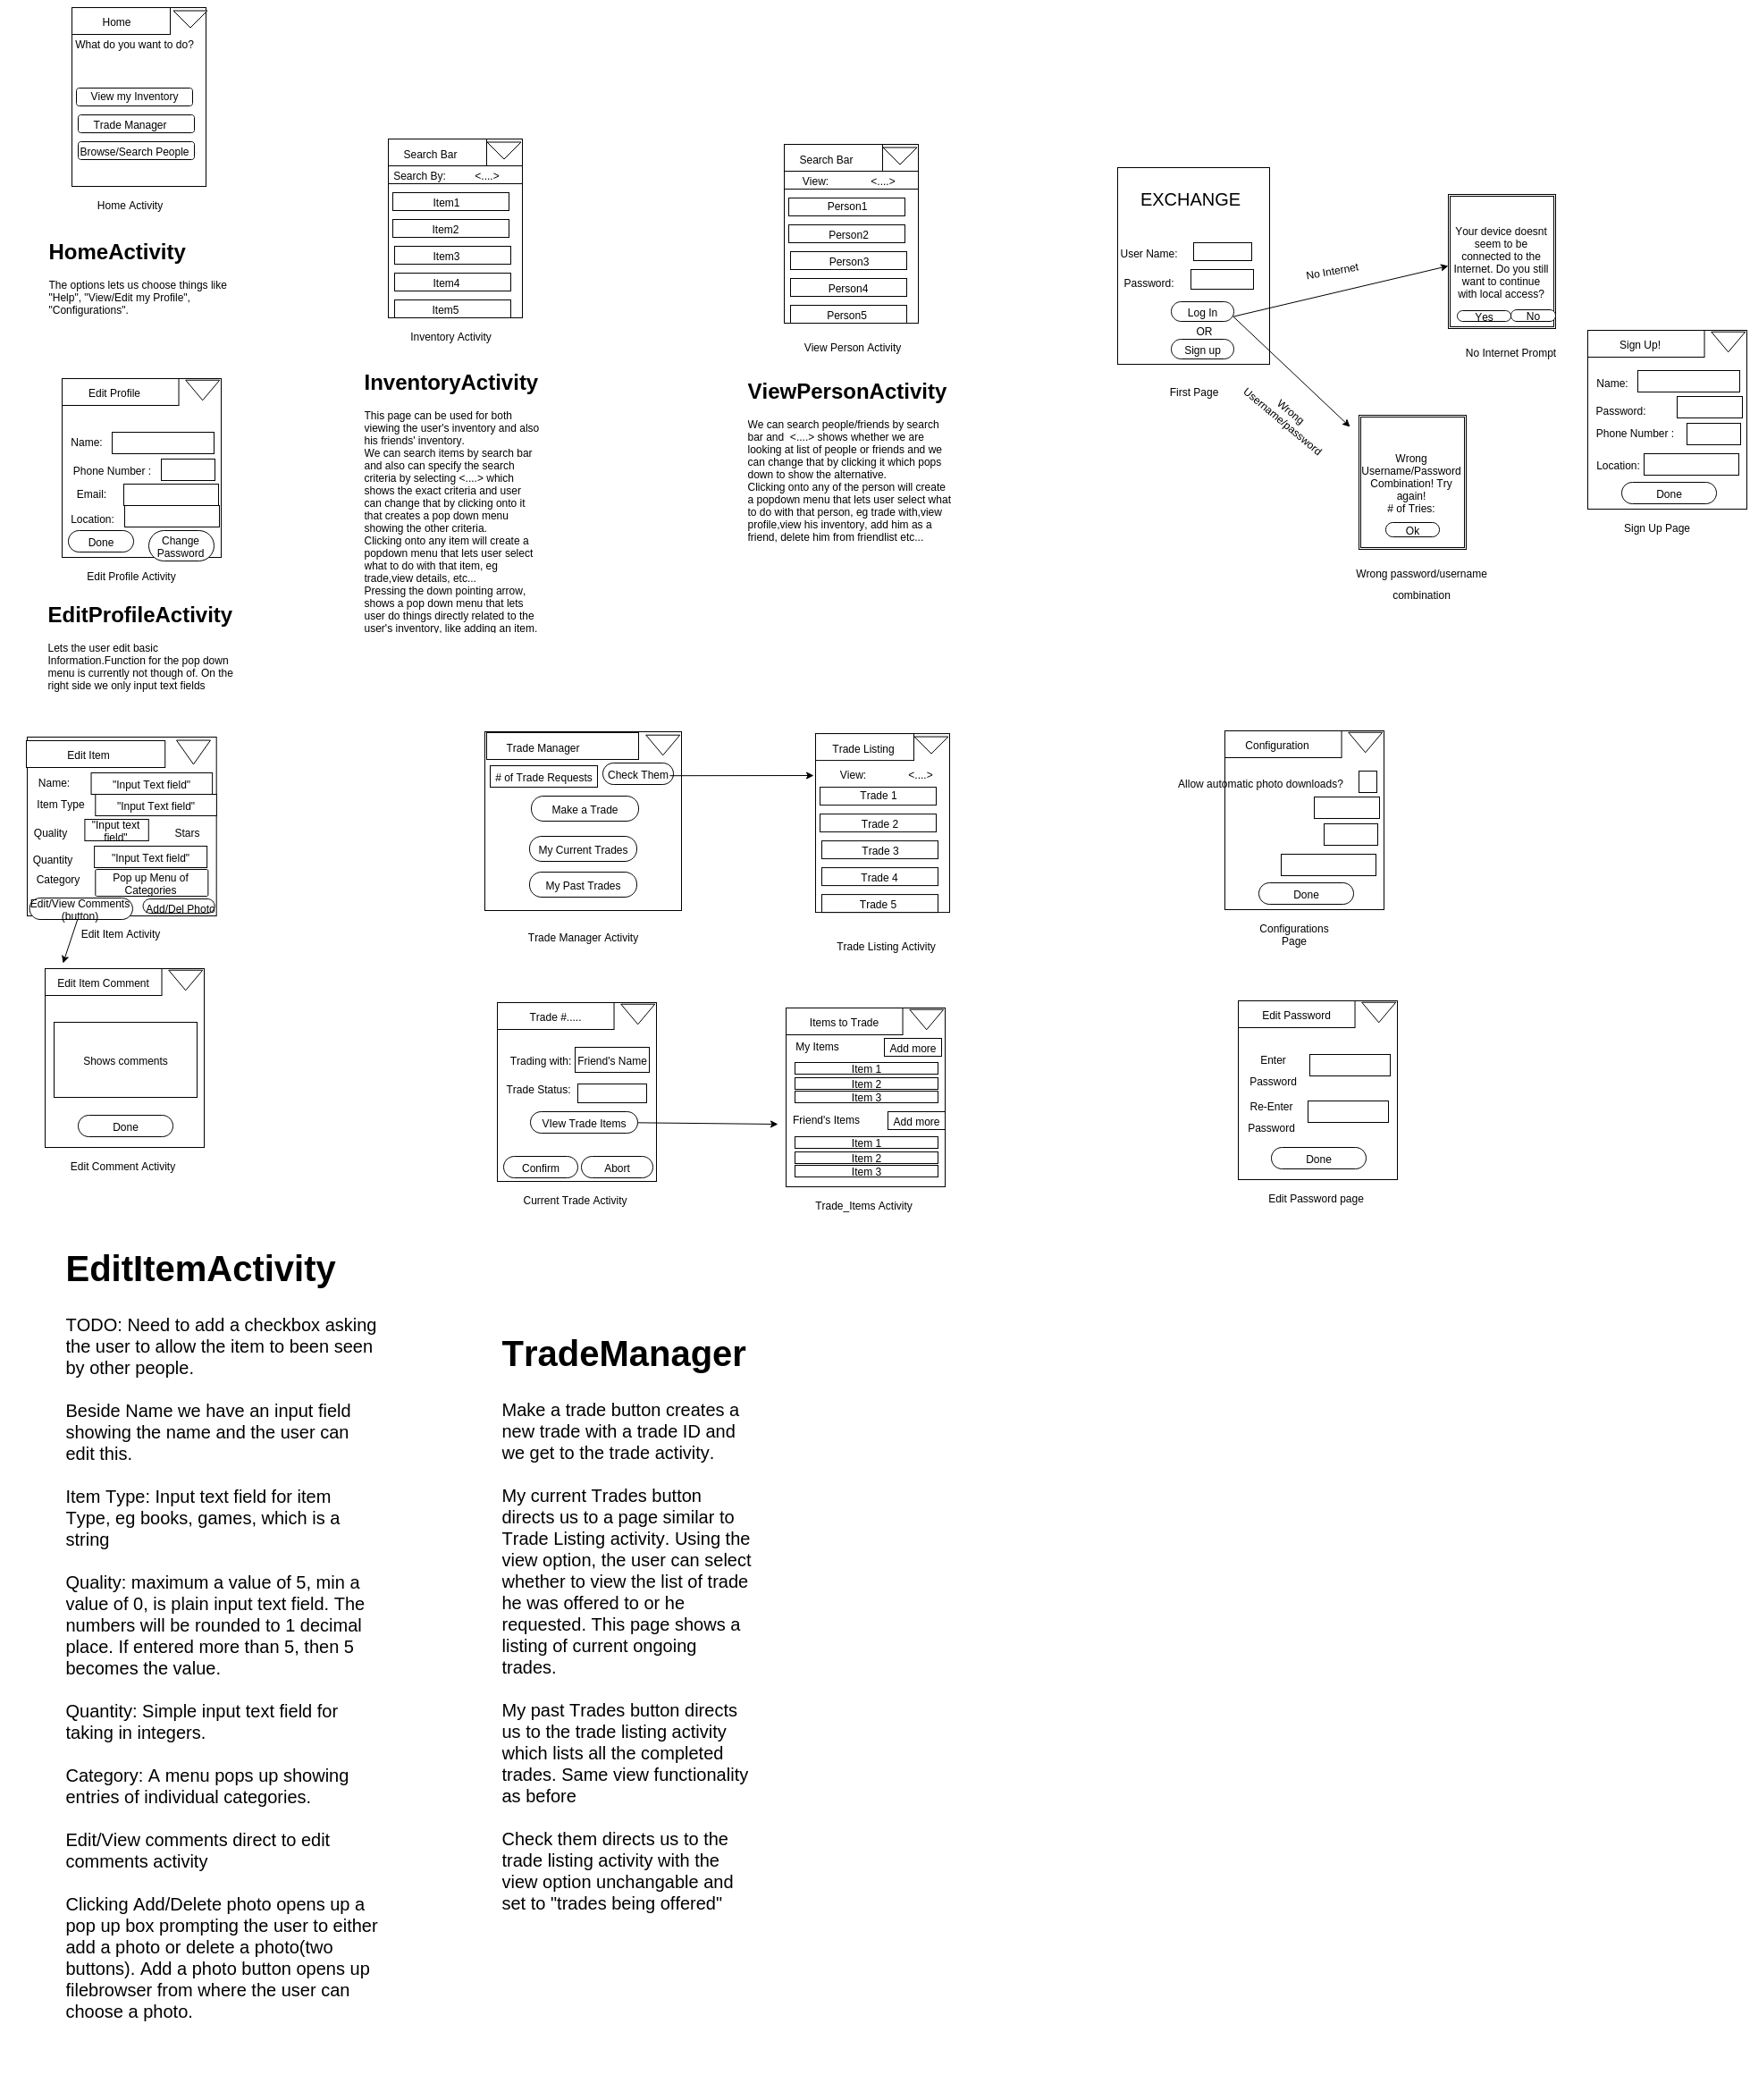 Home
What do you want to do?
View my Inventory
Trade Manager
Browse/Search People
Home Activity
HomeActivity
The options lets us choose things like
"Help", "View/Edit my Profile",
"Configurations".
Search Bar
Search By: <....>
Item1
Item2
Item3
Item4
Item5
Inventory Activity
InventoryActivity
This page can be used for both
viewing the user's inventory and also
his friends' inventory.
We can search items by search bar
and also can specify the search
criteria by selecting <....> which
shows the exact criteria and user
can change that by clicking onto it
that creates a pop down menu
showing the other criteria.
Clicking onto any item will create a
popdown menu that lets user select
what to do with that item, eg
trade,view details, etc...
Pressing the down pointing arrow,
shows a pop down menu that lets
user do things directly related to the
user's inventory, like adding an item.
Search Bar
View: <....>
Person1
Person2
Person3
Person4
Person5
View Person Activity
ViewPersonActivity
We can search people/friends by search
bar and <....> shows whether we are
looking at list of people or friends and we
can change that by clicking it which pops
down to show the alternative.
Clicking onto any of the person will create
a popdown menu that lets user select what
to do with that person, eg trade with,view
profile,view his inventory, add him as a
friend, delete him from friendlist etc...
EXCHANGE
User Name:
Password:
Log In
OR
Sign up
First Page
No Internet
Wrong
Username/password
Your device doesnt
seem to be
connected to the
Internet. Do you still
want to continue
with local access?
Yes
No
No Internet Prompt
Wrong
Username/Password
Combination! Try
again!
# of Tries:
Ok
Wrong password/username
combination
Sign Up!
Name:
Password:
Phone Number :
Location:
Done
Sign Up Page
Edit Profile
Name:
Phone Number :
Email:
Location:
Done
Change
Password
Edit Profile Activity
EditProfileActivity
Lets the user edit basic
Information.Function for the pop down
menu is currently not though of. On the
right side we only input text fields
Edit Item
Name: "Input Text field"
Item Type "Input Text field"
Quality "Input text
field" Stars
Quantity "Input Text field"
Category Pop up Menu of
Categories
Edit/View Comments
(button)
Add/Del Photo
Edit Item Activity
Edit Item Comment
Shows comments
Done
Edit Comment Activity
Trade Manager
# of Trade Requests
Check Them
Make a Trade
My Current Trades
My Past Trades
Trade Manager Activity
Trade Listing
View: <....>
Trade 1
Trade 2
Trade 3
Trade 4
Trade 5
Trade Listing Activity
Configuration
Allow automatic photo downloads?
Done
Configurations
Page
Trade #.....
Trading with: Friend's Name
Trade Status:
VIew Trade Items
Confirm
Abort
Current Trade Activity
Items to Trade
My Items
Add more
Item 1
Item 2
Item 3
Friend's Items
Add more
Item 1
Item 2
Item 3
Trade_Items Activity
Edit Password
Enter
Password
Re-Enter
Password
Done
Edit Password page
EditItemActivity
TODO: Need to add a checkbox asking
the user to allow the item to been seen
by other people.
Beside Name we have an input field
showing the name and the user can
edit this.
Item Type: Input text field for item
Type, eg books, games, which is a
string
Quality: maximum a value of 5, min a
value of 0, is plain input text field. The
numbers will be rounded to 1 decimal
place. If entered more than 5, then 5
becomes the value.
Quantity: Simple input text field for
taking in integers.
Category: A menu pops up showing
entries of individual categories.
Edit/View comments direct to edit
comments activity
Clicking Add/Delete photo opens up a
pop up box prompting the user to either
add a photo or delete a photo(two
buttons). Add a photo button opens up
filebrowser from where the user can
choose a photo.
TradeManager
Make a trade button creates a
new trade with a trade ID and
we get to the trade activity.
My current Trades button
directs us to a page similar to
Trade Listing activity. Using the
view option, the user can select
whether to view the list of trade
he was offered to or he
requested. This page shows a
listing of current ongoing
trades.
My past Trades button directs
us to the trade listing activity
which lists all the completed
trades. Same view functionality
as before
Check them directs us to the
trade listing activity with the
view option unchangable and
set to "trades being offered"